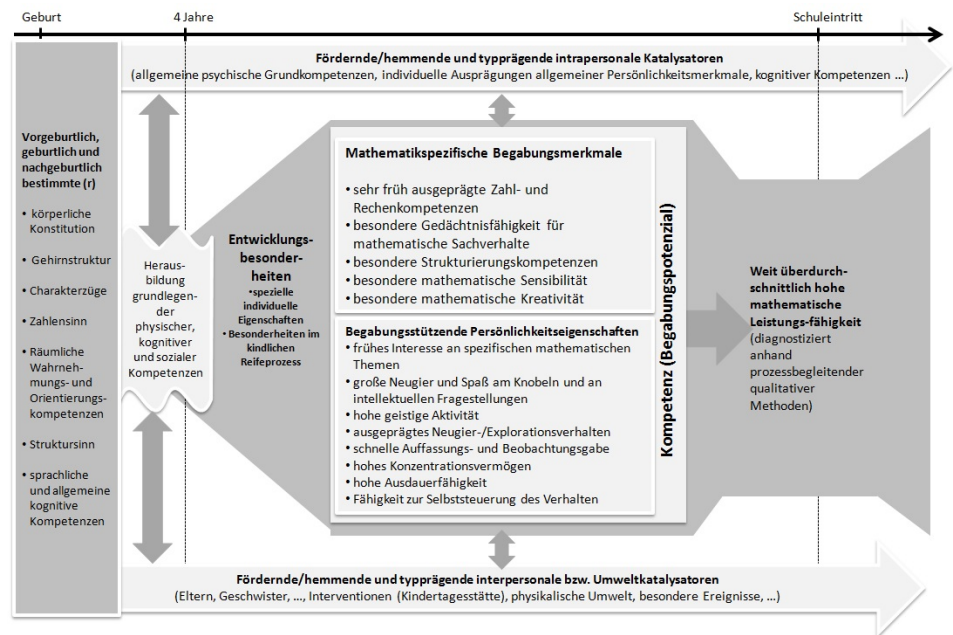 Geburt
4 Jahre
Schuleintritt
Fördernde/hemmende und typprägende intrapersonale Katalysatoren
(allgemeine psychische Grundkompetenzen, individuelle Ausprägungen allgemeiner Persönlichkeitsmerkmale, kognitiver Kompetenzen ...)
Vorgeburtlich,
geburtlich und
nachgeburtlich
bestimmte (r)
• körperliche
Konstitution
• Gehirnstruktur
• Charakterzüge
• Zahlensinn
• Räumliche
Wahrneh-
mungs- und
Orientierungs-
kompetenzen
• Struktursinn
• sprachliche
und allgemeine
kognitive
Kompetenzen
Heraus-
bildung
grundlegen-
der
physischer,
kognitiver
und sozialer
Kompetenzen
Entwicklungs-
besonder-
heiten
•spezielle
individuelle
Eigenschaften
• Besonderheiten im
kindlichen
Reifeprozess
Mathematikspezifische Begabungsmerkmale
• sehr früh ausgeprägte Zahl- und
Rechenkompetenzen
• besondere Gedächtnisfähigkeit für
mathematische Sachverhalte
• besondere Strukturierungskompetenzen
• besondere mathematische Sensibilität
• besondere mathematische Kreativität
Begabungsstützende Persönlichkeitseigenschaften
• frühes Interesse an spezifischen mathematischen
Themen
• große Neugier und Spaß am Knobeln und an
intellektuellen Fragestellungen
• hohe geistige Aktivität
• ausgeprägtes Neugier-/Explorationsverhalten
• schnelle Auffassungs- und Beobachtungsgabe
• hohes Konzentrationsvermögen
• hohe Ausdauerfähigkeit
• Fähigkeit zur Selbststeuerung des Verhalten
Kompetenz (Begabungspotenzial)
Weit überdurch-
schnittlich hohe
mathematische
Leistungs-fähigkeit
(diagnostiziert
anhand
prozessbegleitender
qualitativer
Methoden)
Fördernde/hemmende und typprägende interpersonale bzw. Umweltkatalysatoren
(Eltern, Geschwister, ..., Interventionen (Kindertagesstätte), physikalische Umwelt, besondere Ereignisse, ...)